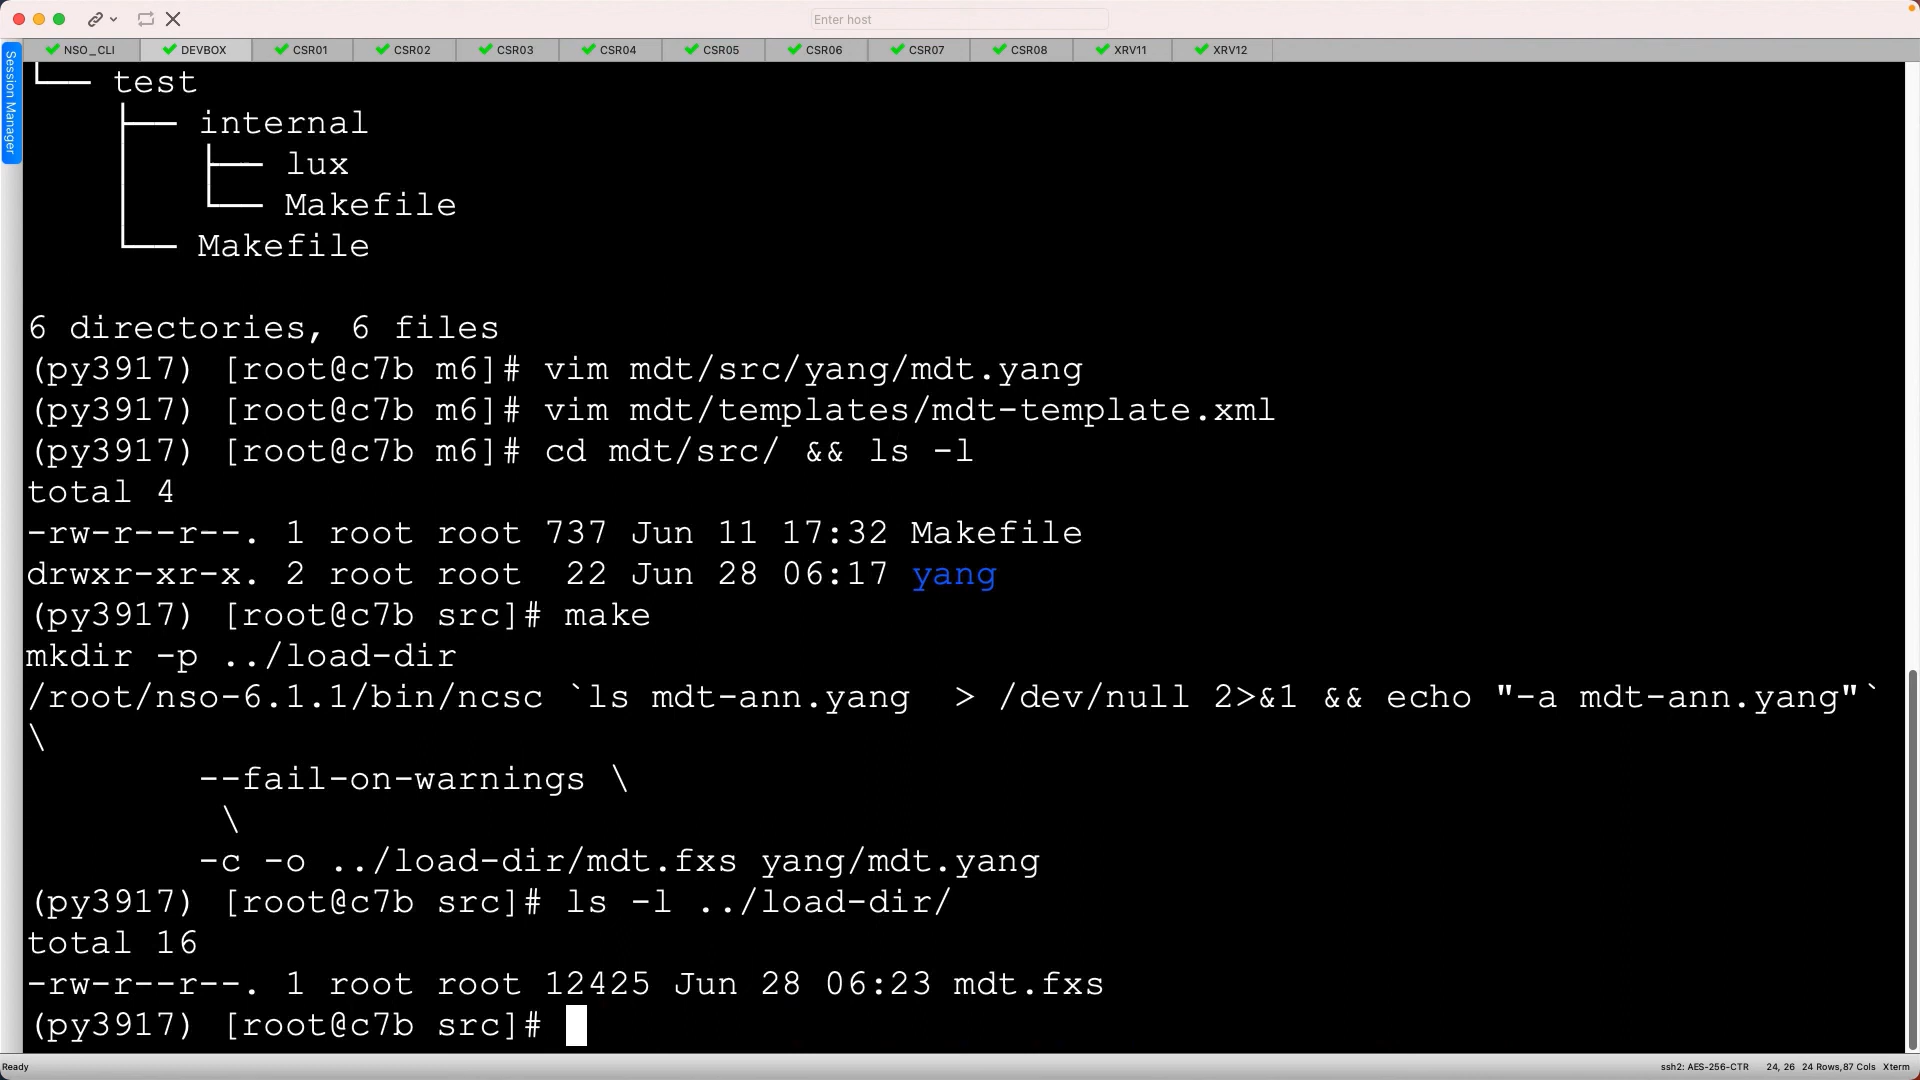 Enter host
NSO_CLI DEVBOX CSR01 CSR02 CSR03 CSR04 CSR05 CSR06 CSR07 CSR08 XRV11 XRV12
Session Manager
└── test
    ├── internal
    │   ├── lux
    │   └── Makefile
    └── Makefile
6 directories, 6 files
(py3917) [root@c7b m6]# vim mdt/src/yang/mdt.yang
(py3917) [root@c7b m6]# vim mdt/templates/mdt-template.xml
(py3917) [root@c7b m6]# cd mdt/src/ && ls -l
total 4
-rw-r--r--. 1 root root 737 Jun 11 17:32 Makefile
drwxr-xr-x. 2 root root  22 Jun 28 06:17 yang
(py3917) [root@c7b src]# make
mkdir -p ../load-dir
/root/nso-6.1.1/bin/ncsc `ls mdt-ann.yang  > /dev/null 2>&1 && echo "-a mdt-ann.yang"`
\
        --fail-on-warnings \
         \
        -c -o ../load-dir/mdt.fxs yang/mdt.yang
(py3917) [root@c7b src]# ls -l ../load-dir/
total 16
-rw-r--r--. 1 root root 12425 Jun 28 06:23 mdt.fxs
(py3917) [root@c7b src]#
Ready ssh2: AES-256-CTR 24, 26 24 Rows,87 Cols Xterm